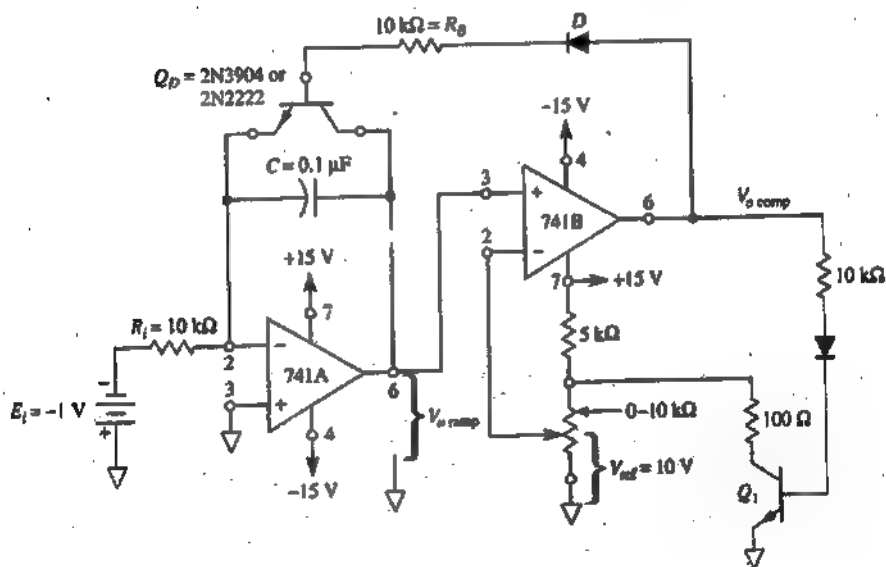 10 kΩ = R_B
D
Q_D = 2N3904 or
2N2222
−15 V
4
C = 0.1 μF
3
+
741B
6
V_o comp
2
−
7
+15 V
10 kΩ
+15 V
7
R_i = 10 kΩ
5 kΩ
2
−
741A
6
3
+
E_i = −1 V
−
+
4
−15 V
V_o ramp
0–10 kΩ
100 Ω
V_ref = 10 V
Q_1